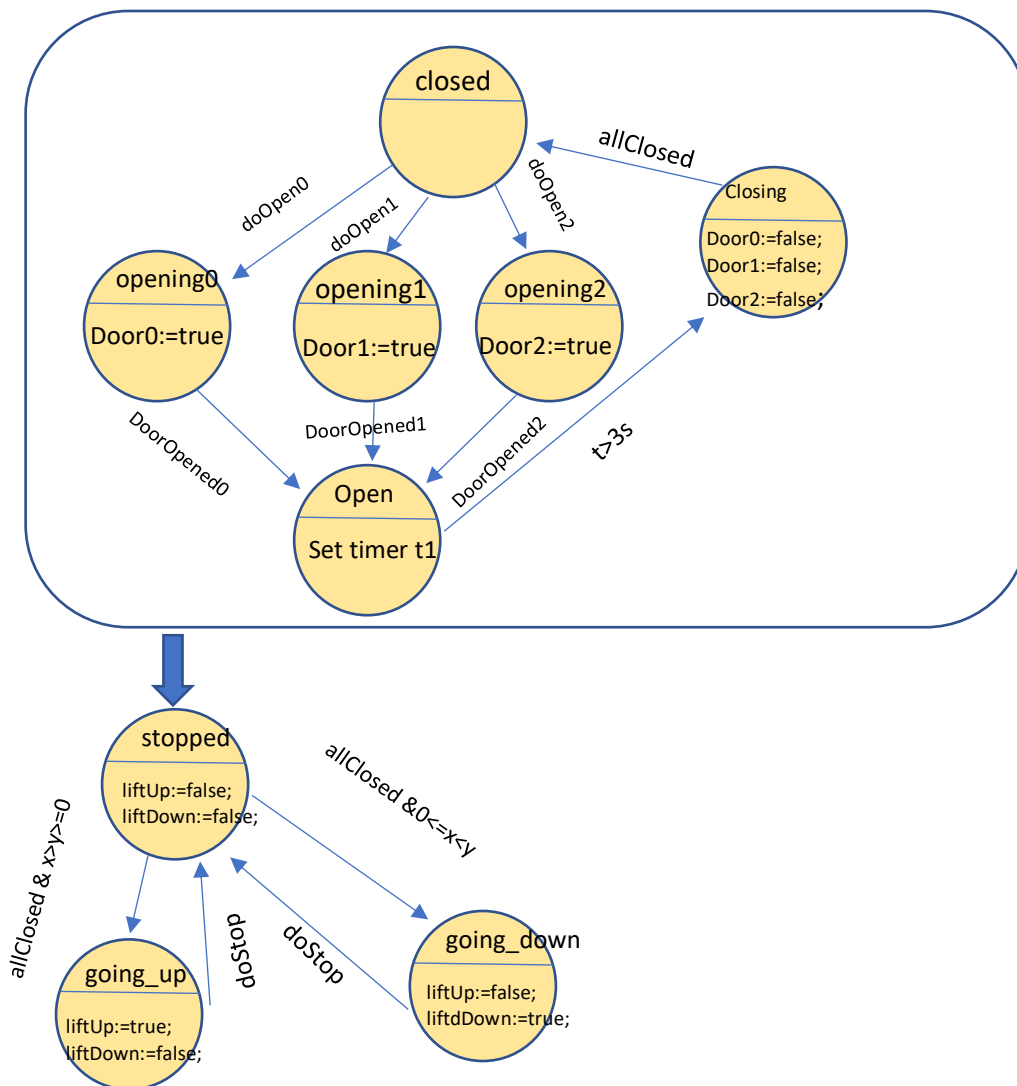 closed
allClosed
doOpen0
doOpen1
doOpen2
Closing
Door0:=false;
Door1:=false;
Door2:=false;
opening0
Door0:=true
opening1
Door1:=true
opening2
Door2:=true
DoorOpened0
DoorOpened1
DoorOpened2
t>3s
Open
Set timer t1
stopped
liftUp:=false;
liftDown:=false;
allClosed & x>y>=0
allClosed &0<=x<y
doStop
doStop
going_up
liftUp:=true;
liftDown:=false;
going_down
liftUp:=false;
liftdDown:=true;